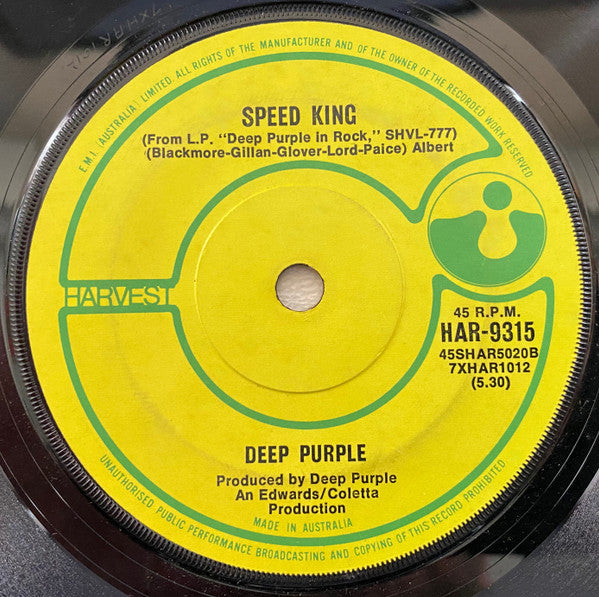 7XHAR1012
E.M.I. (AUSTRALIA) LIMITED. ALL RIGHTS OF THE MANUFACTURER AND OF THE OWNER OF THE RECORDED WORK RESERVED
SPEED KING
(From L.P. "Deep Purple in Rock," SHVL-777)
(Blackmore-Gillan-Glover-Lord-Paice) Albert
HARVEST
45 R.P.M.
HAR-9315
45SHAR5020B
7XHAR1012
(5.30)
DEEP PURPLE
Produced by Deep Purple
An Edwards/Coletta
Production
MADE IN AUSTRALIA
UNAUTHORISED PUBLIC PERFORMANCE BROADCASTING AND COPYING OF THIS RECORD PROHIBITED